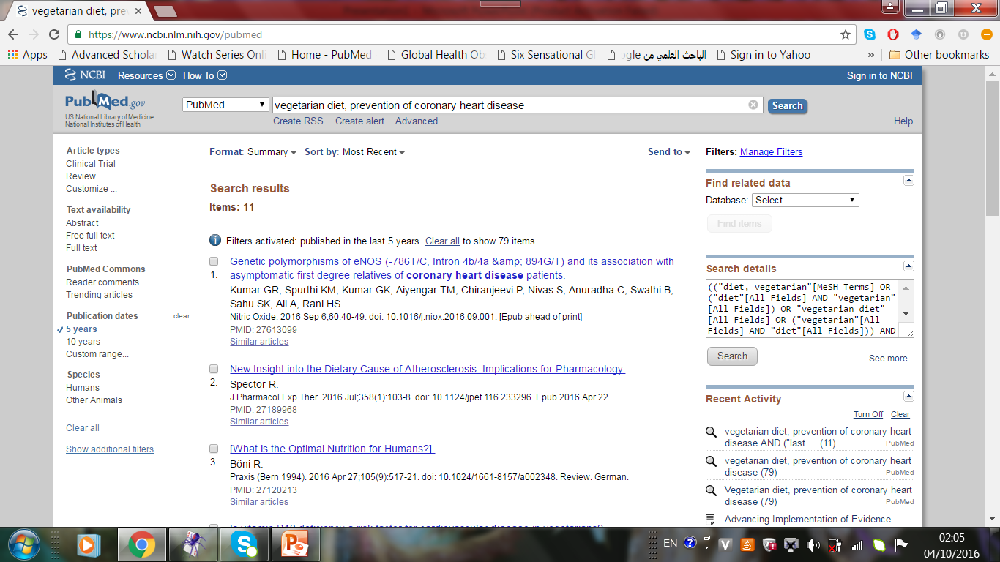 vegetarian diet, pre
https://www.ncbi.nlm.nih.gov/pubmed
Apps Advanced Schola Watch Series Onl Home - PubMed Global Health Ob Six Sensational Gl ogle الباحث العلمي من Sign in to Yahoo » Other bookmarks
NCBI Resources How To Sign in to NCBI
PubMed.gov
US National Library of Medicine
National Institutes of Health
PubMed vegetarian diet, prevention of coronary heart disease Search
Create RSS Create alert Advanced Help
Article types
Clinical Trial
Review
Customize ...
Text availability
Abstract
Free full text
Full text
PubMed Commons
Reader comments
Trending articles
Publication dates clear
5 years
10 years
Custom range...
Species
Humans
Other Animals
Clear all
Show additional filters
Format: Summary Sort by: Most Recent Send to
Search results
Items: 11
Filters activated: published in the last 5 years. Clear all to show 79 items.
Genetic polymorphisms of eNOS (-786T/C, Intron 4b/4a &amp; 894G/T) and its association with
1. asymptomatic first degree relatives of coronary heart disease patients.
Kumar GR, Spurthi KM, Kumar GK, Aiyengar TM, Chiranjeevi P, Nivas S, Anuradha C, Swathi B,
Sahu SK, Ali A, Rani HS.
Nitric Oxide. 2016 Sep 6;60:40-49. doi: 10.1016/j.niox.2016.09.001. [Epub ahead of print]
PMID: 27613099
Similar articles
New Insight into the Dietary Cause of Atherosclerosis: Implications for Pharmacology.
2. Spector R.
J Pharmacol Exp Ther. 2016 Jul;358(1):103-8. doi: 10.1124/jpet.116.233296. Epub 2016 Apr 22.
PMID: 27189968
Similar articles
[What is the Optimal Nutrition for Humans?].
3. Böni R.
Praxis (Bern 1994). 2016 Apr 27;105(9):517-21. doi: 10.1024/1661-8157/a002348. Review. German.
PMID: 27120213
Similar articles
Is vitamin B12 deficiency a risk factor for cardiovascular disease in vegetarians?
Filters: Manage Filters
Find related data
Database: Select
Find items
Search details
(("diet, vegetarian"[MeSH Terms] OR
("diet"[All Fields] AND "vegetarian"
[All Fields]) OR "vegetarian diet"
[All Fields] OR ("vegetarian"[All
Fields] AND "diet"[All Fields])) AND
Search See more...
Recent Activity
Turn Off Clear
vegetarian diet, prevention of coronary heart
disease AND ("last ... (11) PubMed
vegetarian diet, prevention of coronary heart
disease (79) PubMed
Vegetarian diet, prevention of coronary heart
disease (79) PubMed
Advancing Implementation of Evidence-
EN 02:05
04/10/2016